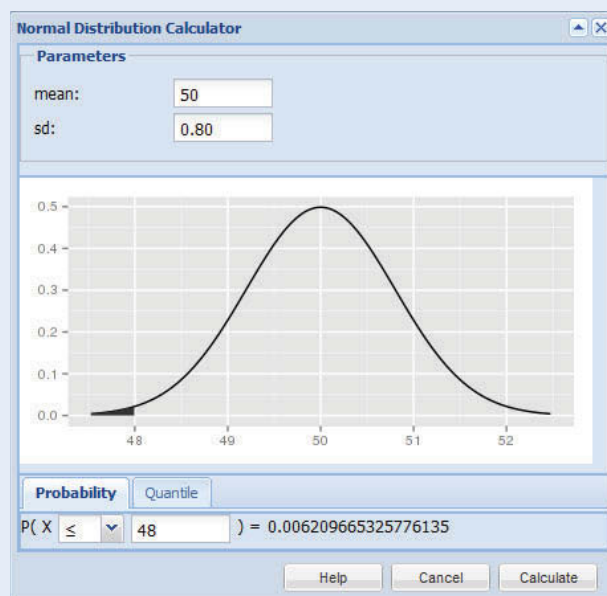 Normal Distribution Calculator
Parameters
mean: 50
sd: 0.80
0.5
0.4
0.3
0.2
0.1
0.0
48 49 50 51 52
Probability Quantile
P( X ≤ 48 ) = 0.006209665325776135
Help Cancel Calculate